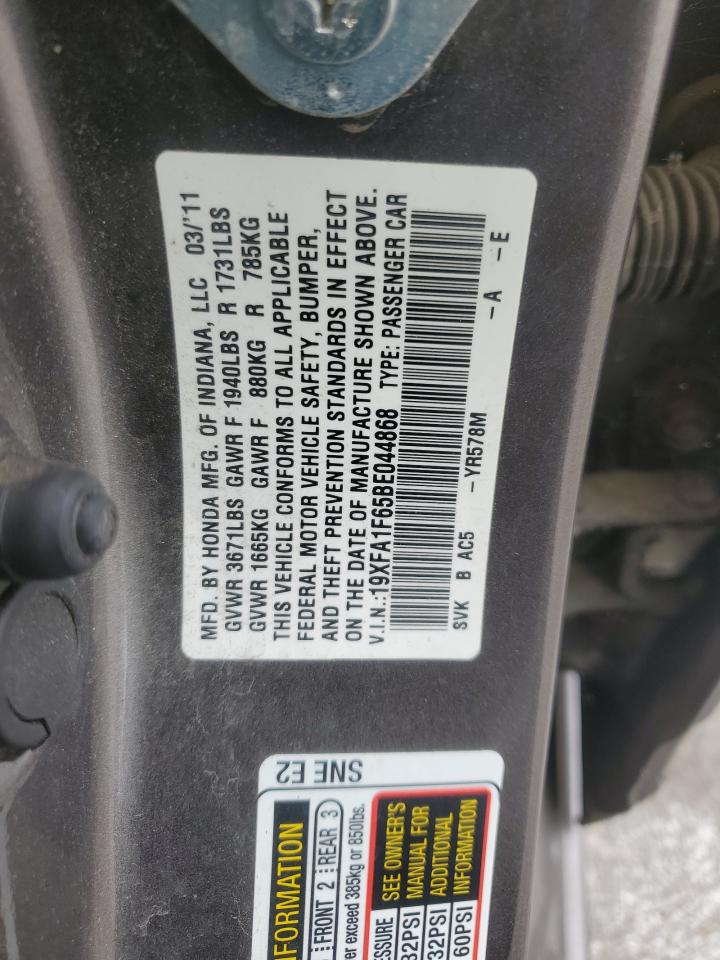 MFD. BY HONDA MFG. OF INDIANA, LLC 03/'11
GVWR 3671LBS GAWR F 1940LBS R 1731LBS
GVWR 1665KG GAWR F 880KG R 785KG
THIS VEHICLE CONFORMS TO ALL APPLICABLE
FEDERAL MOTOR VEHICLE SAFETY, BUMPER,
AND THEFT PREVENTION STANDARDS IN EFFECT
ON THE DATE OF MANUFACTURE SHOWN ABOVE.
V.I.N.:19XFA1F65BE044868 TYPE: PASSENGER CAR
SVK B AC5 -YR578M -A -E
SNE E2
FRONT 2 REAR 3
exceed 385kg or 850lbs.
SEE OWNER'S
MANUAL FOR
ADDITIONAL
INFORMATION
32PSI
32PSI
60PSI